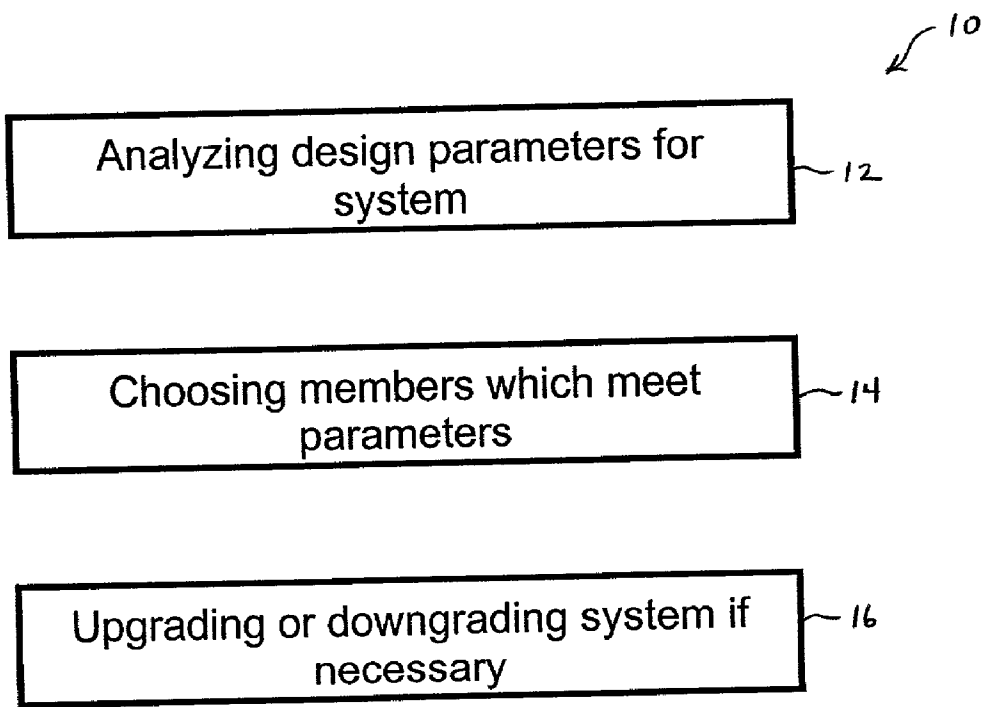 10
Analyzing design parameters for
system
12
Choosing members which meet
parameters
14
Upgrading or downgrading system if
necessary
16